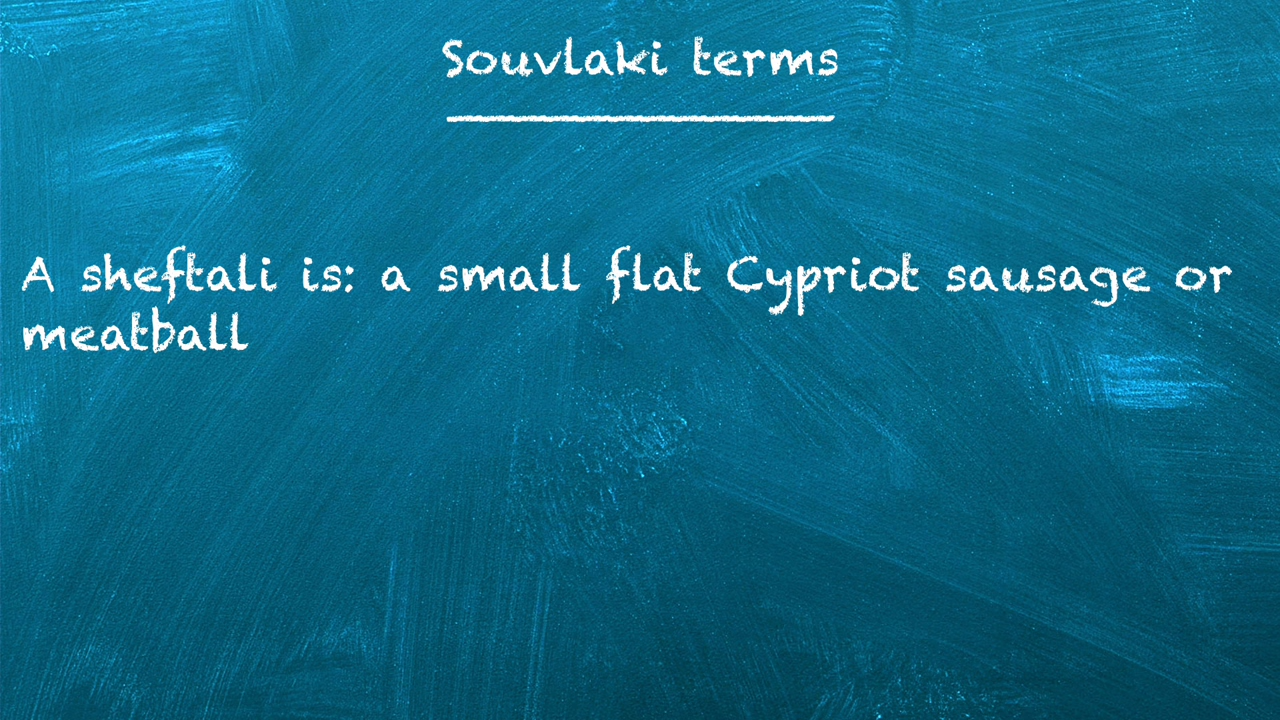 Souvlaki terms
A sheftali is: a small flat Cypriot sausage or
meatball